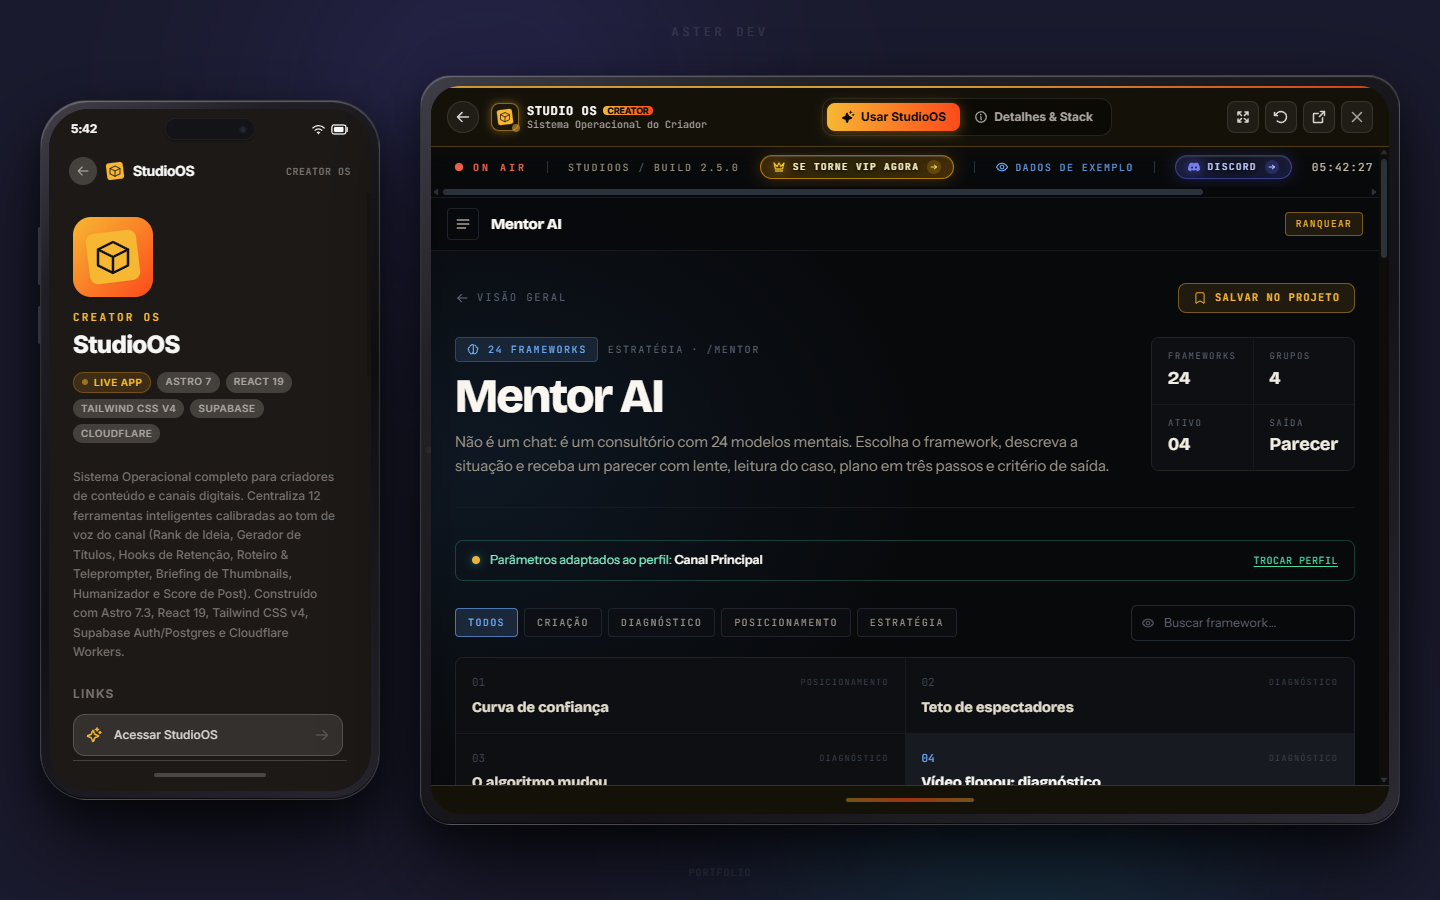 ASTER DEV
5:42
StudioOS
CREATOR OS
CREATOR OS
StudioOS
LIVE APP
ASTRO 7
REACT 19
TAILWIND CSS V4
SUPABASE
CLOUDFLARE
Sistema Operacional completo para criadores
de conteúdo e canais digitais. Centraliza 12
ferramentas inteligentes calibradas ao tom de
voz do canal (Rank de Ideia, Gerador de
Títulos, Hooks de Retenção, Roteiro &
Teleprompter, Briefing de Thumbnails,
Humanizador e Score de Post). Construído
com Astro 7.3, React 19, Tailwind CSS v4,
Supabase Auth/Postgres e Cloudflare
Workers.
LINKS
Acessar StudioOS
STUDIO OS CREATOR
Sistema Operacional do Criador
Usar StudioOS
Detalhes & Stack
ON AIR
STUDIOOS / BUILD 2.5.0
SE TORNE VIP AGORA
DADOS DE EXEMPLO
DISCORD
05:42:27
Mentor AI
RANQUEAR
VISÃO GERAL
SALVAR NO PROJETO
24 FRAMEWORKS
ESTRATÉGIA · /MENTOR
Mentor AI
Não é um chat: é um consultório com 24 modelos mentais. Escolha o framework, descreva a
situação e receba um parecer com lente, leitura do caso, plano em três passos e critério de saída.
FRAMEWORKS
24
GRUPOS
4
ATIVO
04
SAÍDA
Parecer
Parâmetros adaptados ao perfil: Canal Principal
TROCAR PERFIL
TODOS
CRIAÇÃO
DIAGNÓSTICO
POSICIONAMENTO
ESTRATÉGIA
Buscar framework...
01
POSICIONAMENTO
Curva de confiança
02
DIAGNÓSTICO
Teto de espectadores
03
DIAGNÓSTICO
O algoritmo mudou
04
DIAGNÓSTICO
Vídeo flopou: diagnóstico
PORTFOLIO